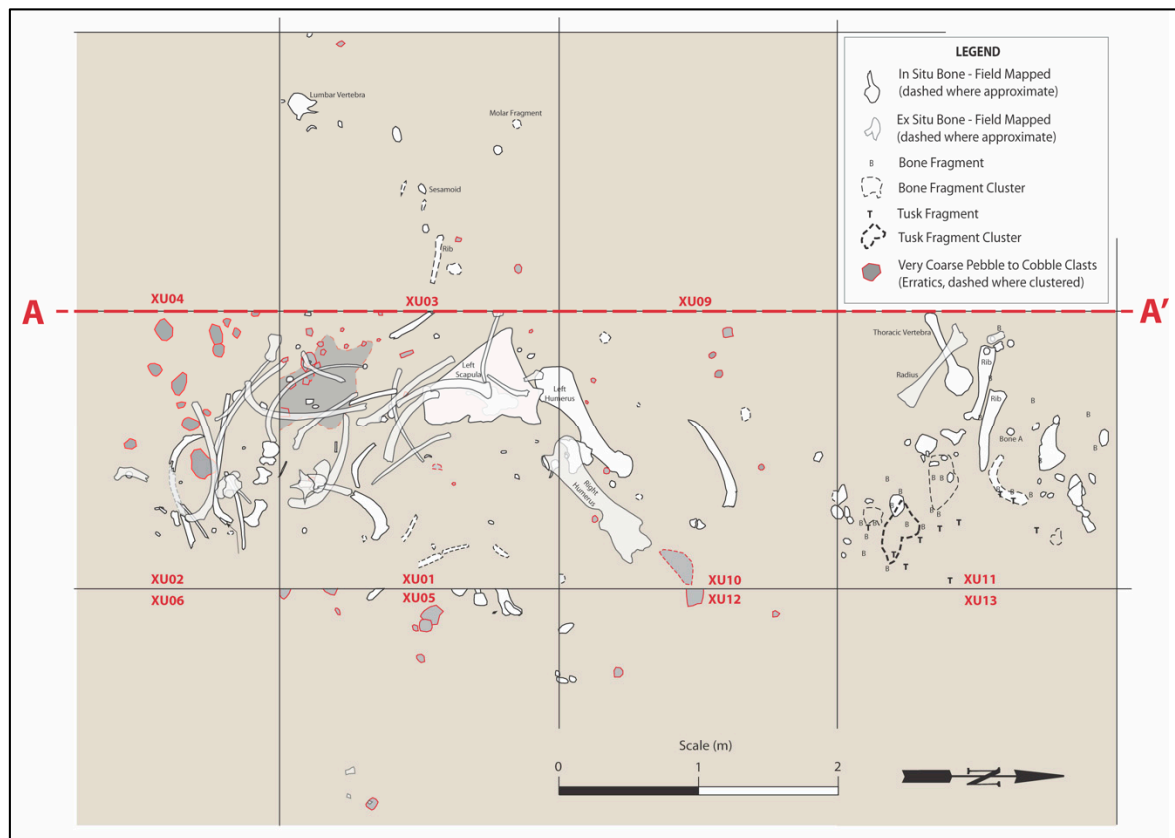 LEGEND
In Situ Bone - Field Mapped
(dashed where approximate)
Ex Situ Bone - Field Mapped
(dashed where approximate)
B Bone Fragment
Bone Fragment Cluster
T Tusk Fragment
Tusk Fragment Cluster
Very Coarse Pebble to Cobble Clasts
(Erratics, dashed where clustered)
Lumbar Vertebra
Molar Fragment
Sesamoid
Rib
XU04 XU03 XU09
A A'
Thoracic Vertebra
Radius
Rib
Rib
Bone A
Left
Scapula
Left
Humerus
Right
Humerus
B
B
B
B
B
B
B
B
B B
B
B
B
B
B
B
B
B
B
B
B
B
T
T
T
T
T
T
T
T
T
XU02 XU01 XU10 XU11
XU06 XU05 XU12 XU13
Scale (m)
0 1 2
N